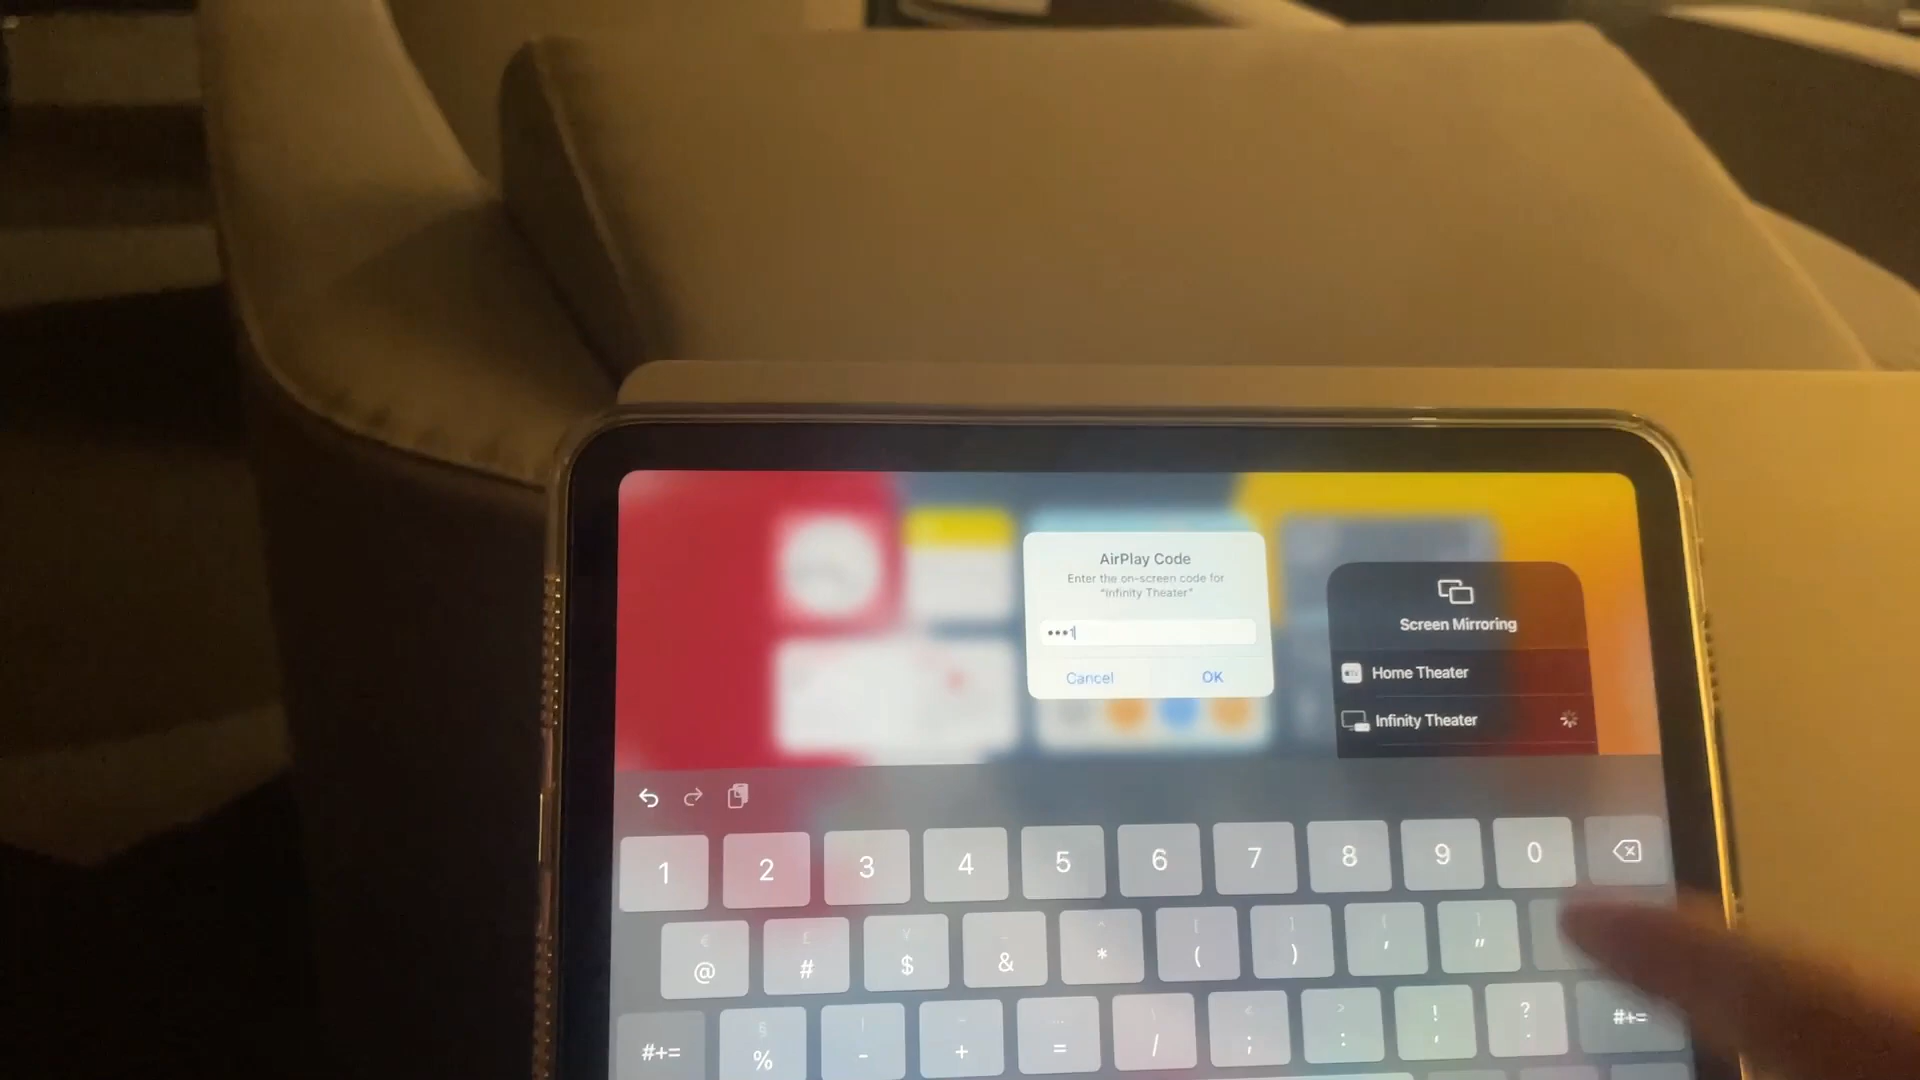 AirPlay Code
Enter the on-screen code for
"Infinity Theater"
•••1
Cancel OK
Screen Mirroring
Home Theater
Infinity Theater
1 2 3 4 5 6 7 8 9 0
€ £ ¥
@ # $ & * ( ) ' "
#+= % - + = / ; : , ? #+=
§ !